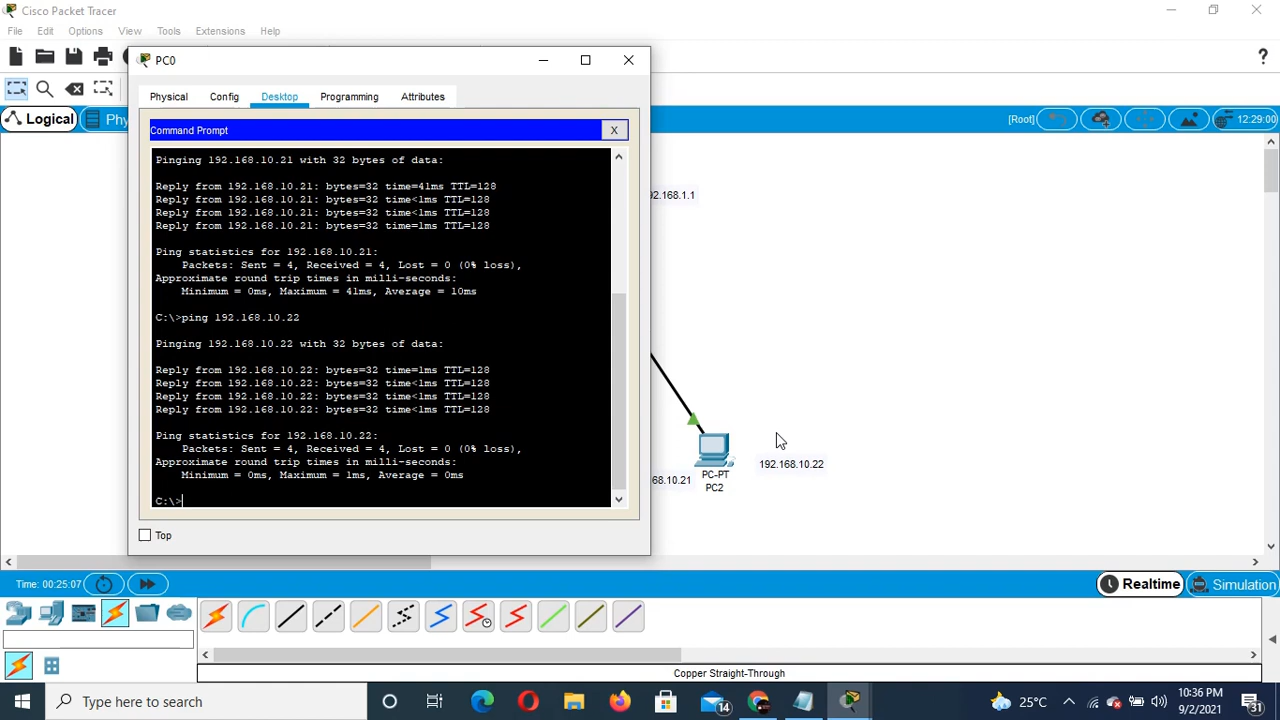 Cisco Packet Tracer
File Edit Options View Tools Extensions Help
PC0
Physical Config Desktop Programming Attributes
Logical
Phy
[Root]
12:29:00
Command Prompt
X
Pinging 192.168.10.21 with 32 bytes of data:
Reply from 192.168.10.21: bytes=32 time=41ms TTL=128
Reply from 192.168.10.21: bytes=32 time<1ms TTL=128
Reply from 192.168.10.21: bytes=32 time<1ms TTL=128
Reply from 192.168.10.21: bytes=32 time=1ms TTL=128
Ping statistics for 192.168.10.21:
Packets: Sent = 4, Received = 4, Lost = 0 (0% loss),
Approximate round trip times in milli-seconds:
Minimum = 0ms, Maximum = 41ms, Average = 10ms
C:\>ping 192.168.10.22
Pinging 192.168.10.22 with 32 bytes of data:
Reply from 192.168.10.22: bytes=32 time=1ms TTL=128
Reply from 192.168.10.22: bytes=32 time<1ms TTL=128
Reply from 192.168.10.22: bytes=32 time<1ms TTL=128
Reply from 192.168.10.22: bytes=32 time<1ms TTL=128
Ping statistics for 192.168.10.22:
Packets: Sent = 4, Received = 4, Lost = 0 (0% loss),
Approximate round trip times in milli-seconds:
Minimum = 0ms, Maximum = 1ms, Average = 0ms
C:\>
Top
92.168.1.1
192.168.10.22
68.10.21
PC-PT
PC2
Time: 00:25:07
Realtime
Simulation
Copper Straight-Through
Type here to search
14
25°C
10:36 PM
9/2/2021
31